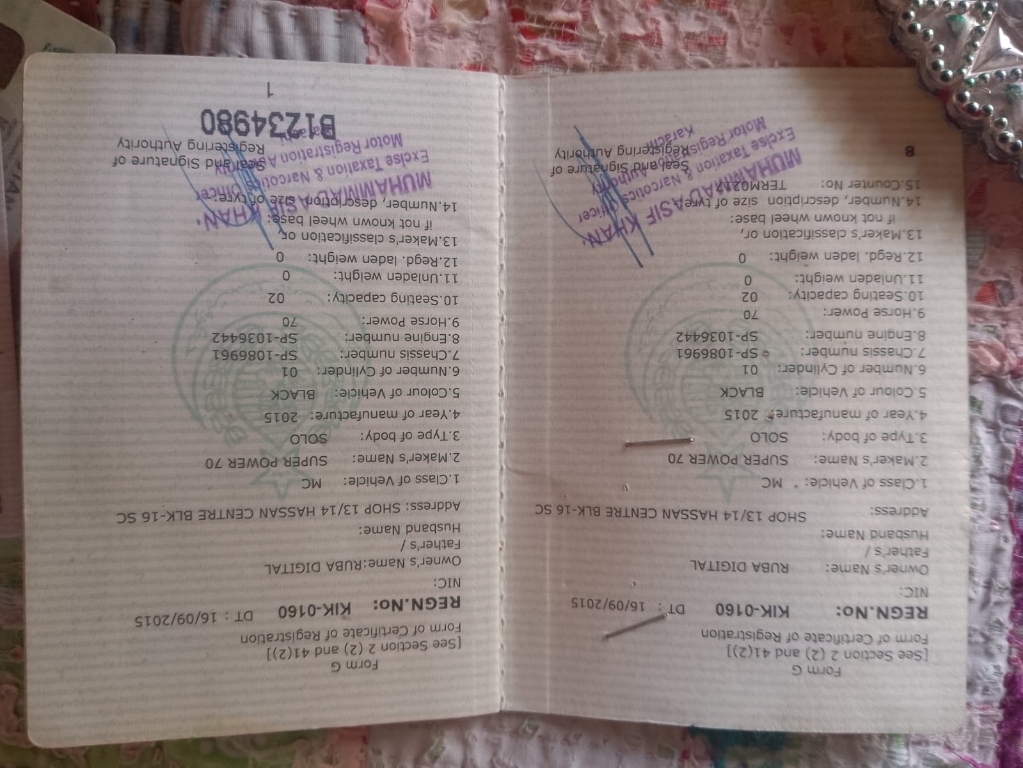 Form G
[See Section 2 (2) and 41(2)]
Form of Certificate of Registration
REGN.No: KIK-0160 DT : 16/09/2015
NIC:
Owner's Name: RUBA DIGITAL
Father's /
Husband Name:
Address: SHOP 13/14 HASSAN CENTRE BLK-16 SC
1.Class of Vehicle: MC
2.Maker's Name: SUPER POWER 70
3.Type of body: SOLO
4.Year of manufacture: 2015
5.Colour of Vehicle: BLACK
6.Number of Cylinder: 01
7.Chassis number: SP-1086961
8.Engine number: SP-1036442
9.Horse Power: 70
10.Seating capacity: 02
11.Unladen weight: 0
12.Regd. laden weight: 0
13.Maker's classification or,
if not known wheel base:
14.Number, description size of tyre:
15.Counter No: TERM0217
Seal and Signature of
Registering Authority
MUHAMMAD ASIF KHAN.
Excise Taxation & Narcotics Officer
Motor Registration Authority
Karachi
8
Form G
[See Section 2 (2) and 41(2)]
Form of Certificate of Registration
REGN.No: KIK-0160 DT : 16/09/2015
NIC:
Owner's Name:RUBA DIGITAL
Father's /
Husband Name:
Address: SHOP 13/14 HASSAN CENTRE BLK-16 SC
1.Class of Vehicle: MC
2.Maker's Name: SUPER POWER 70
3.Type of body: SOLO
4.Year of manufacture: 2015
5.Colour of Vehicle: BLACK
6.Number of Cylinder: 01
7.Chassis number: SP-1086961
8.Engine number: SP-1036442
9.Horse Power: 70
10.Seating capacity: 02
11.Unladen weight: 0
12.Regd. laden weight: 0
13.Maker's classification or,
if not known wheel base:
14.Number, description size of tyre:
Seal and Signature of
Registering Authority
MUHAMMAD ASIF KHAN.
Excise Taxation & Narcotics Officer
Motor Registration
B1234980
1